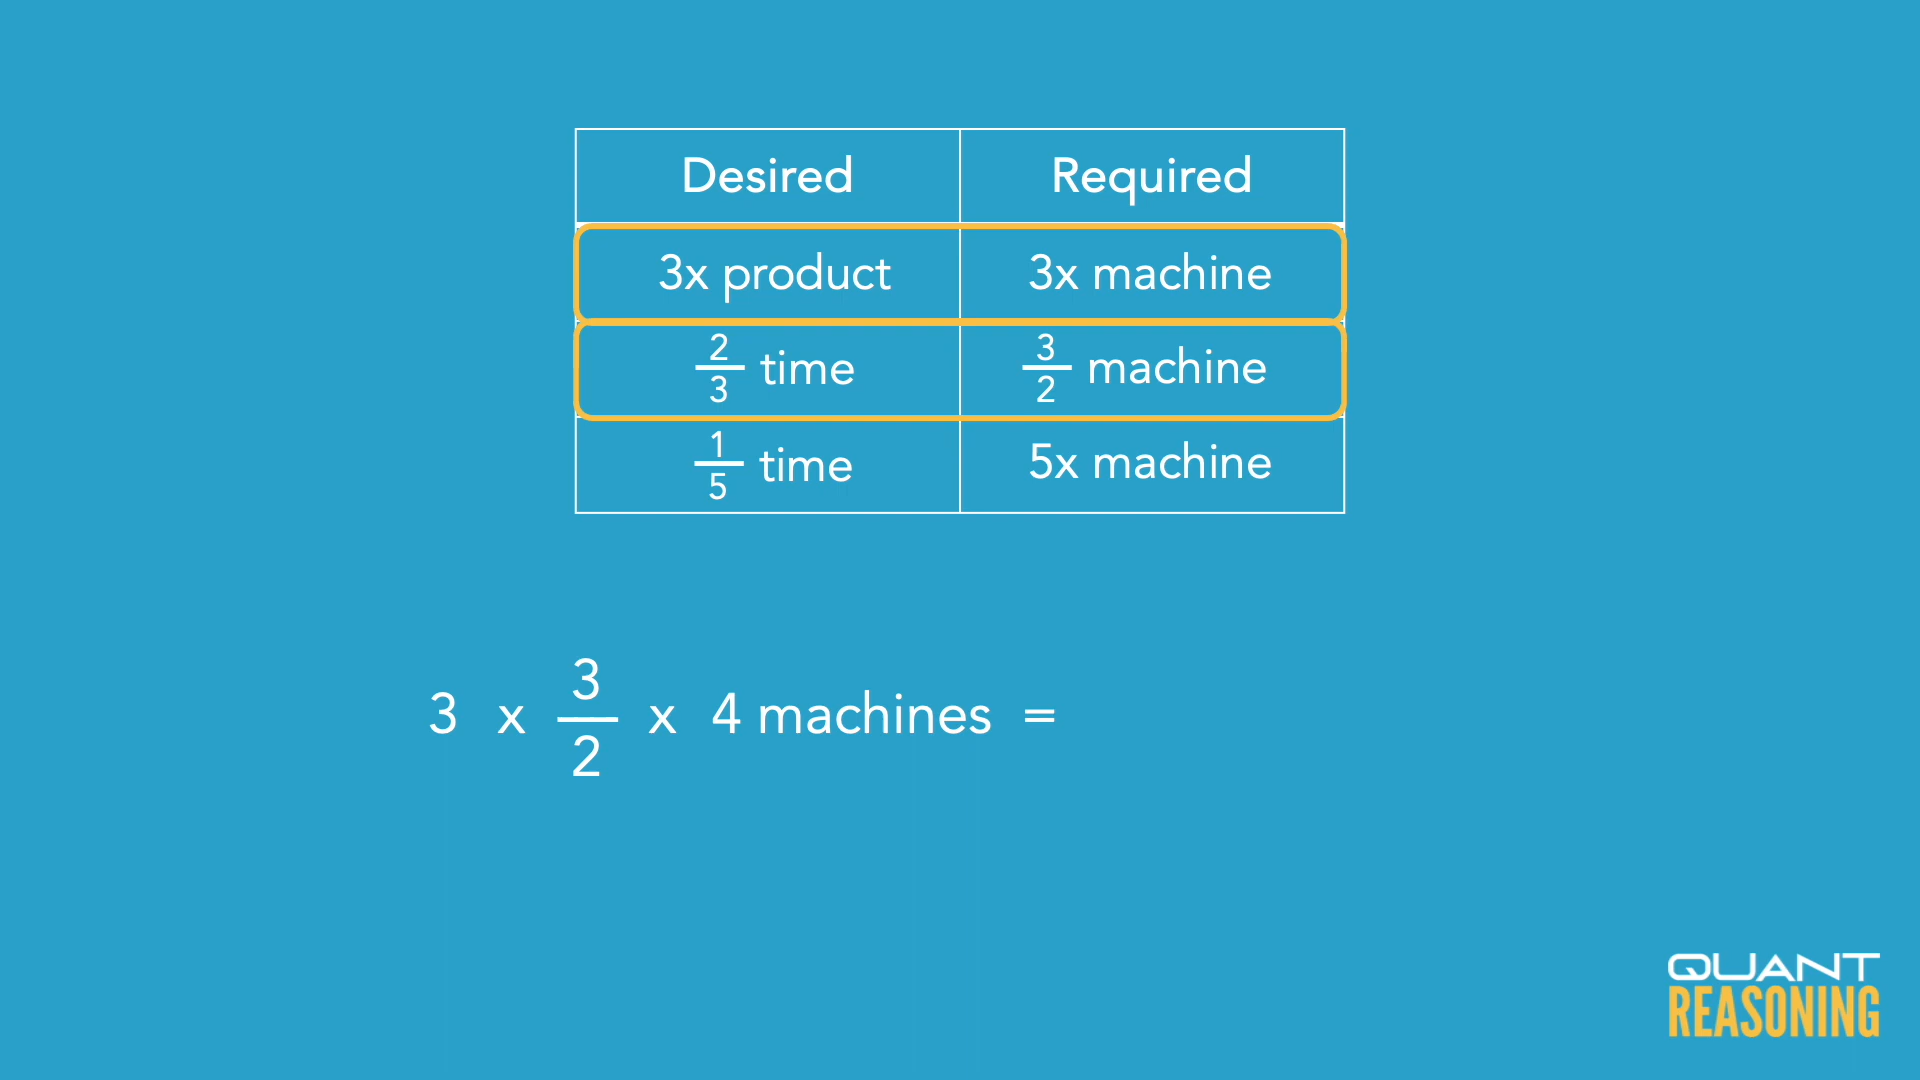 Desired Required
3x product 3x machine
2/3 time 3/2 machine
1/5 time 5x machine
3 x 3/2 x 4 machines =
QUANT
REASONING